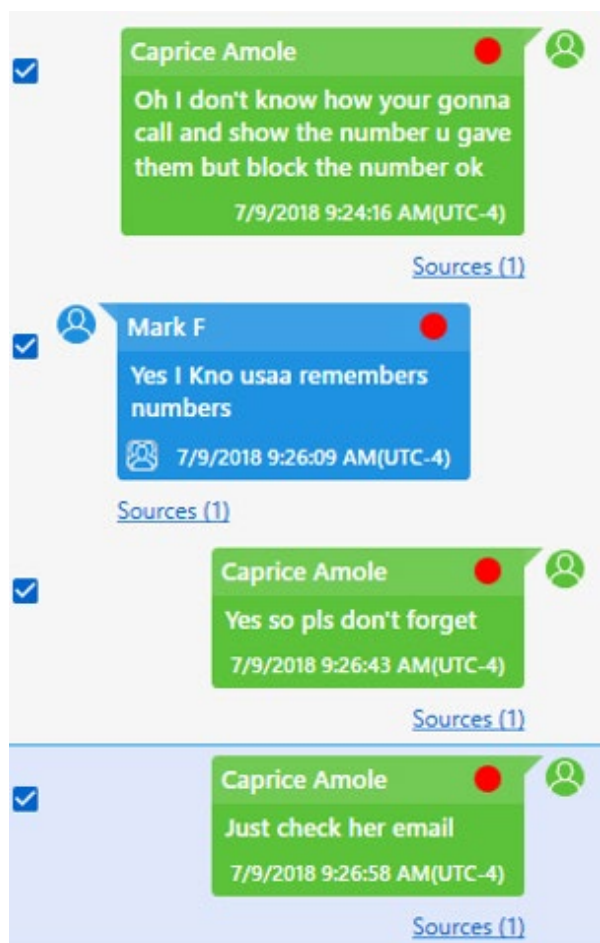 Caprice Amole
Oh I don't know how your gonna
call and show the number u gave
them but block the number ok
7/9/2018 9:24:16 AM(UTC-4)
Sources (1)
Mark F
Yes I Kno usaa remembers
numbers
7/9/2018 9:26:09 AM(UTC-4)
Sources (1)
Caprice Amole
Yes so pls don't forget
7/9/2018 9:26:43 AM(UTC-4)
Sources (1)
Caprice Amole
Just check her email
7/9/2018 9:26:58 AM(UTC-4)
Sources (1)